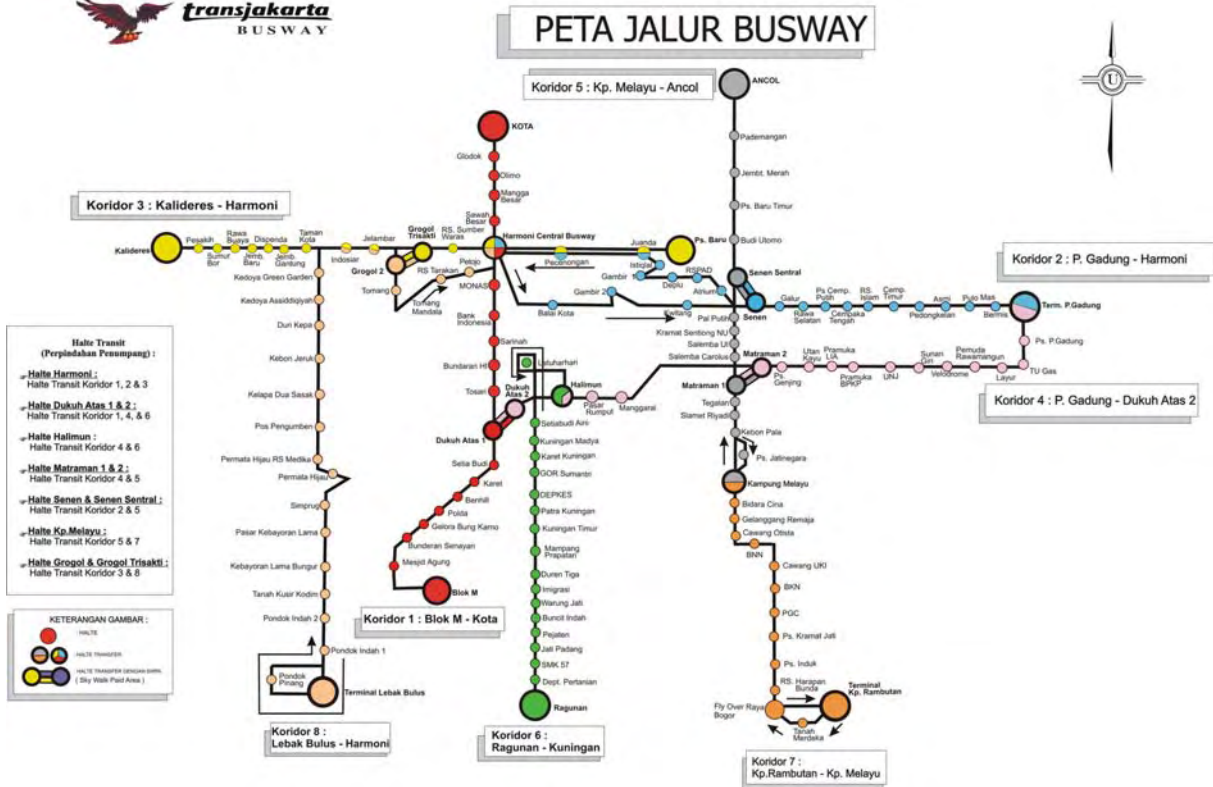 transjakarta
BUSWAY
PETA JALUR BUSWAY
U
Koridor 5 : Kp. Melayu - Ancol
ANCOL
Pademangan
Jembt. Merah
Ps. Baru Timur
Budi Utomo
Senen Sentral
KOTA
Glodok
Olimo
Mangga
Besar
Sawah
Besar
Koridor 3 : Kalideres - Harmoni
Kalideres
Pesakih
Sumur
Bor
Rawa
Buaya
Jemb.
Baru
Dispenda
Jemb.
Gantung
Taman
Kota
Indosiar
Jelambar
Grogol
Trisakti
RS. Sumber
Waras
Harmoni Central Busway
Pecenongan
Juanda
Ps. Baru
Istiqlal
Gambir 1
Deplu
RSPAD
Atrium
Gambir 2
Balai Kota
Kwitang
Senen
Grogol 2
RS Tarakan
Petojo
Tomang
Tomang
Mandala
MONAS
Bank
Indonesia
Sarinah
Bundaran HI
Tosari
Dukuh Atas 1
Setia Budi
Karet
Benhill
Polda
Gelora Bung Karno
Bunderan Senayan
Masjid Agung
Blok M
Koridor 1 : Blok M - Kota
Koridor 2 : P. Gadung - Harmoni
Galur
Rawa
Selatan
Ps Cemp.
Putih
Cempaka
Tengah
RS.
Islam
Cemp.
Timur
Pedongkelan
Asmi
Pulo Mas
Bermis
Term. P.Gadung
Ps. P.Gadung
TU Gas
Layur
Pemuda
Rawamangun
Velodrome
Sunan
Giri
UNJ
Pramuka
BPKP
Pramuka
LIA
Utan
Kayu
Ps.
Genjing
Matraman 2
Koridor 4 : P. Gadung - Dukuh Atas 2
Pal Putih
Kramat Sentiong NU
Salemba UI
Salemba Carolus
Matraman 1
Tegalan
Slamet Riyadi
Kebon Pala
Ps. Jatinegara
Kampung Melayu
Bidara Cina
Gelanggang Remaja
Cawang Otista
BNN
Cawang UKI
BKN
PGC
Ps. Kramat Jati
Ps. Induk
RS. Harapan
Bunda
Fly Over Raya
Bogor
Tanah
Merdeka
Terminal
Kp. Rambutan
Koridor 7 :
Kp.Rambutan - Kp. Melayu
Latuharhari
Halimun
Dukuh
Atas 2
Pasar
Rumput
Manggarai
Setiabudi Aini
Kuningan Madya
Karet Kuningan
GOR Sumantri
DEPKES
Patra Kuningan
Kuningan Timur
Mampang
Prapatan
Duren Tiga
Imigrasi
Warung Jati
Buncit Indah
Pejaten
Jati Padang
SMK 57
Dept. Pertanian
Ragunan
Koridor 6 :
Ragunan - Kuningan
Kedoya Green Garden
Kedoya Assiddiqiyah
Duri Kepa
Kebon Jeruk
Kelapa Dua Sasak
Pos Pengumben
Permata Hijau RS Medika
Permata Hijau
Simprug
Pasar Kebayoran Lama
Kebayoran Lama Bungur
Tanah Kusir Kodim
Pondok Indah 2
Pondok Indah 1
Pondok
Pinang
Terminal Lebak Bulus
Koridor 8 :
Lebak Bulus - Harmoni
Halte Transit
(Perpindahan Penumpang) :
Halte Harmoni :
Halte Transit Koridor 1, 2 & 3
Halte Dukuh Atas 1 & 2 :
Halte Transit Koridor 1, 4, & 6
Halte Halimun :
Halte Transit Koridor 4 & 6
Halte Matraman 1 & 2 :
Halte Transit Koridor 4 & 5
Halte Senen & Senen Sentral :
Halte Transit Koridor 2 & 5
Halte Kp.Melayu :
Halte Transit Koridor 5 & 7
Halte Grogol & Grogol Trisakti :
Halte Transit Koridor 3 & 8
KETERANGAN GAMBAR :
: HALTE
: HALTE TRANSFER
: HALTE TRANSFER DENGAN
( Sky Walk Paid Area )